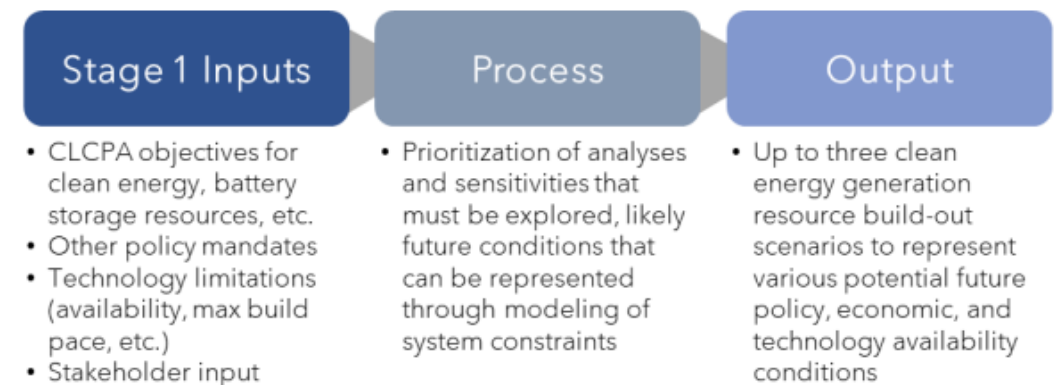 Stage 1 Inputs
• CLCPA objectives for
clean energy, battery
storage resources, etc.
• Other policy mandates
• Technology limitations
(availability, max build
pace, etc.)
• Stakeholder input
Process
• Prioritization of analyses
and sensitivities that
must be explored, likely
future conditions that
can be represented
through modeling of
system constraints
Output
• Up to three clean
energy generation
resource build-out
scenarios to represent
various potential future
policy, economic, and
technology availability
conditions